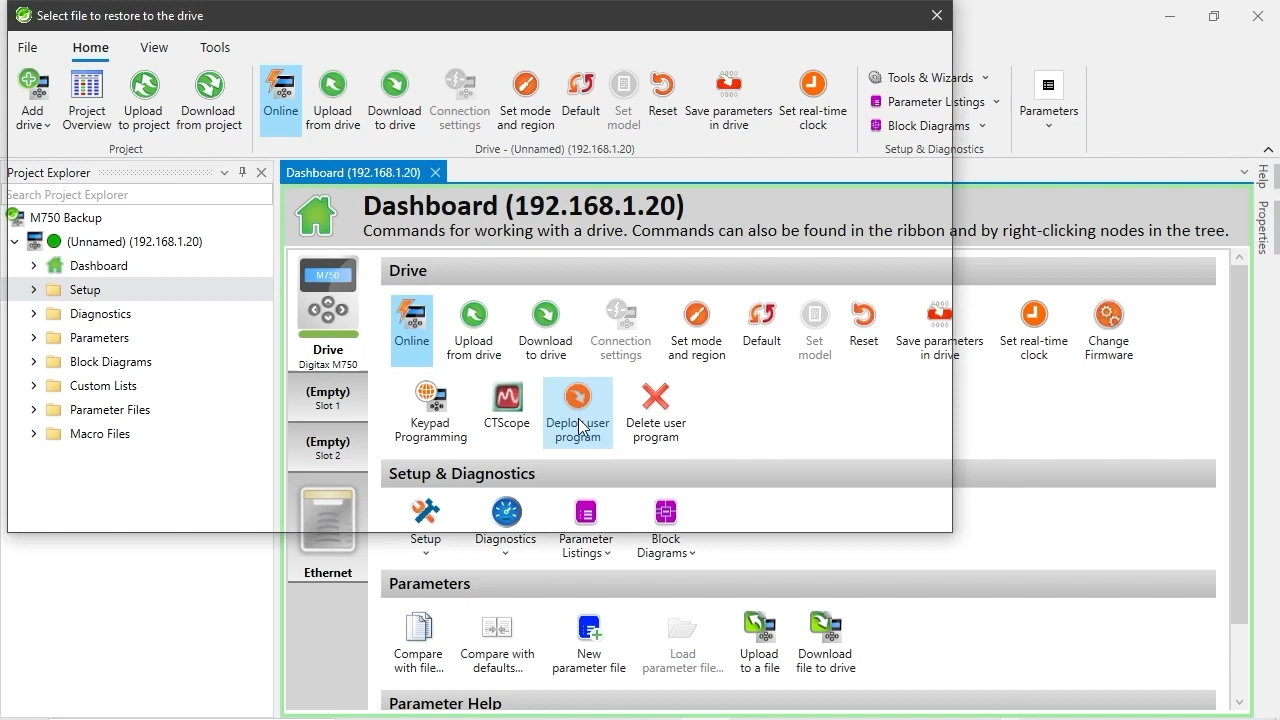 Select file to restore to the drive
File Home View Tools
Add drive
Project Overview
Upload to project
Download from project
Project
Online
Upload from drive
Download to drive
Connection settings
Set mode and region
Default
Set model
Reset
Save parameters in drive
Set real-time clock
Drive - (Unnamed) (192.168.1.20)
Tools & Wizards
Parameter Listings
Block Diagrams
Setup & Diagnostics
Parameters
Project Explorer
Search Project Explorer
M750 Backup
(Unnamed) (192.168.1.20)
Dashboard
Setup
Diagnostics
Parameters
Block Diagrams
Custom Lists
Parameter Files
Macro Files
Dashboard (192.168.1.20)
Dashboard (192.168.1.20)
Commands for working with a drive. Commands can also be found in the ribbon and by right-clicking nodes in the tree.
M750
Drive
Digitax M750
(Empty)
Slot 1
(Empty)
Slot 2
Ethernet
Drive
Online
Upload from drive
Download to drive
Connection settings
Set mode and region
Default
Set model
Reset
Save parameters in drive
Set real-time clock
Change Firmware
Keypad Programming
CTScope
Deploy user program
Delete user program
Setup & Diagnostics
Setup
Diagnostics
Parameter Listings
Block Diagrams
Parameters
Compare with file...
Compare with defaults...
New parameter file
Load parameter file...
Upload to a file
Download file to drive
Parameter Help
Help
Properties